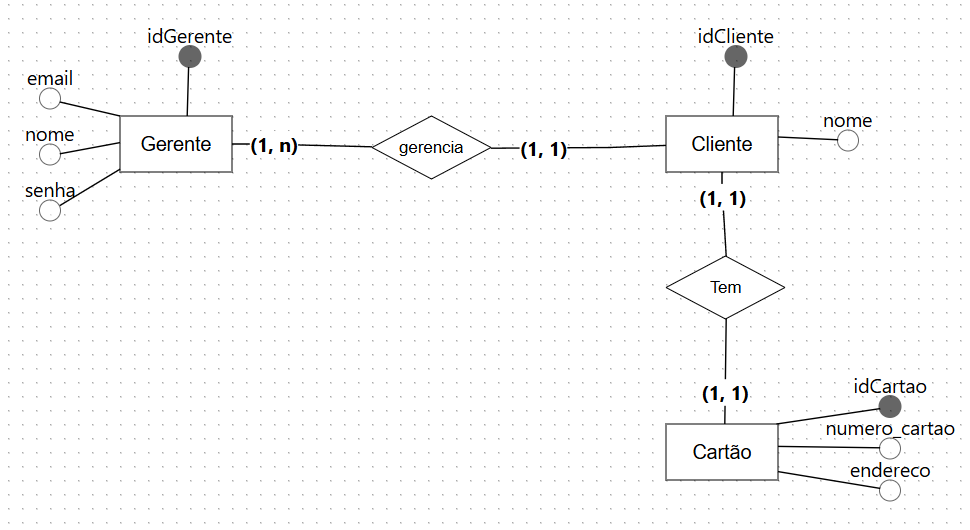 idGerente
idCliente
email
nome
nome
Gerente
(1, n)
gerencia
(1, 1)
Cliente
senha
(1, 1)
Tem
(1, 1)
idCartao
numero_cartao
Cartão
endereco